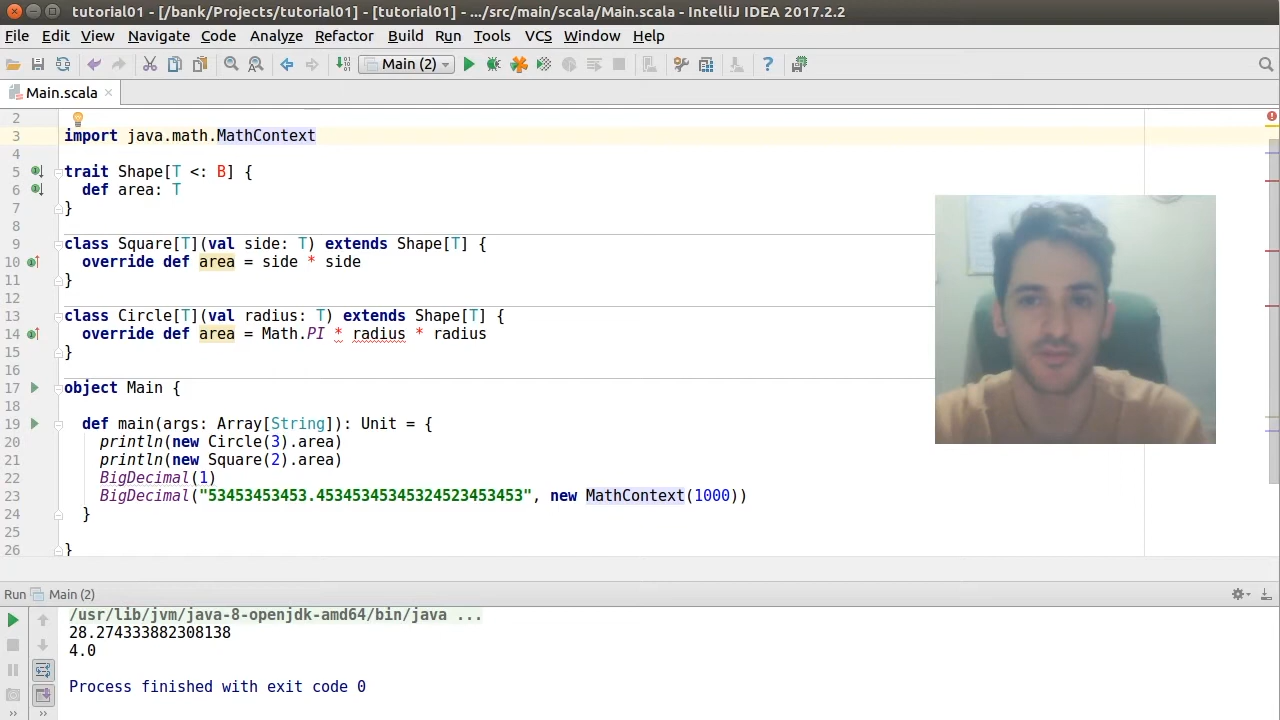 tutorial01 - [/bank/Projects/tutorial01] - [tutorial01] - .../src/main/scala/Main.scala - IntelliJ IDEA 2017.2.2
File Edit View Navigate Code Analyze Refactor Build Run Tools VCS Window Help
Main (2)
Main.scala
2
3 import java.math.MathContext
4
5 trait Shape[T <: B] {
6 def area: T
7 }
8
9 class Square[T](val side: T) extends Shape[T] {
10 override def area = side * side
11 }
12
13 class Circle[T](val radius: T) extends Shape[T] {
14 override def area = Math.PI * radius * radius
15 }
16
17 object Main {
18
19 def main(args: Array[String]): Unit = {
20 println(new Circle(3).area)
21 println(new Square(2).area)
22 BigDecimal(1)
23 BigDecimal("53453453453.45345345345324523453453", new MathContext(1000))
24 }
25
26 }
Run Main (2)
/usr/lib/jvm/java-8-openjdk-amd64/bin/java ...
28.274333882308138
4.0
Process finished with exit code 0